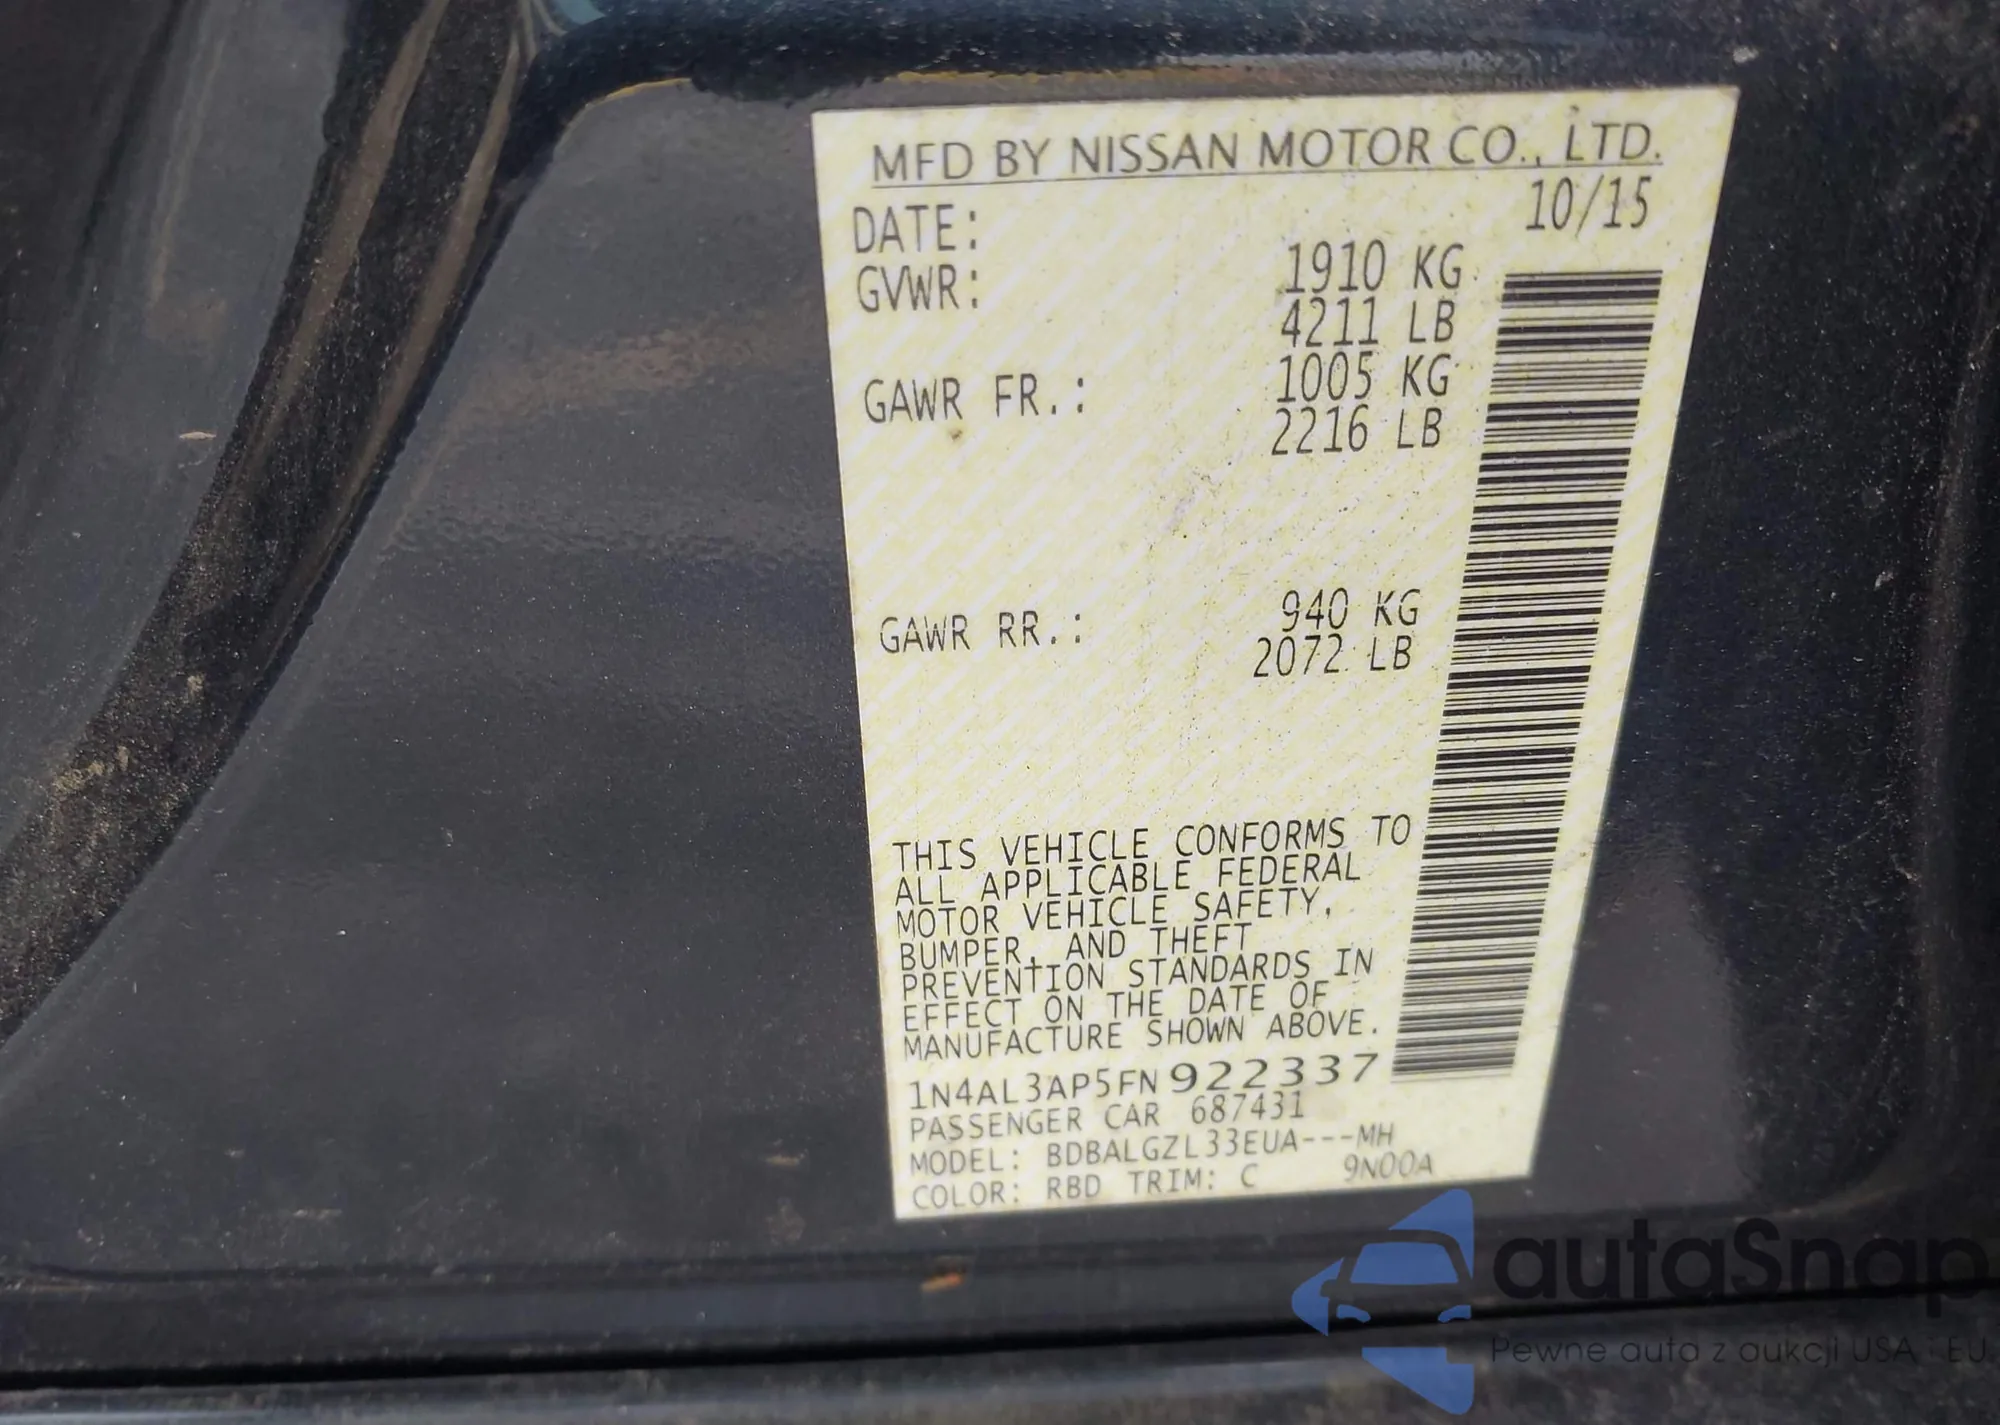 MFD BY NISSAN MOTOR CO., LTD.
DATE: 10/15
GVWR: 1910 KG
4211 LB
GAWR FR.: 1005 KG
2216 LB
GAWR RR.: 940 KG
2072 LB
THIS VEHICLE CONFORMS TO
ALL APPLICABLE FEDERAL
MOTOR VEHICLE SAFETY,
BUMPER, AND THEFT
PREVENTION STANDARDS IN
EFFECT ON THE DATE OF
MANUFACTURE SHOWN ABOVE.
1N4AL3AP5FN922337
PASSENGER CAR 687431
MODEL: BDBALGZL33EUA---MH
COLOR: RBD TRIM: C 9N00A
autaSnap
Pewne auta z aukcji USA · EU